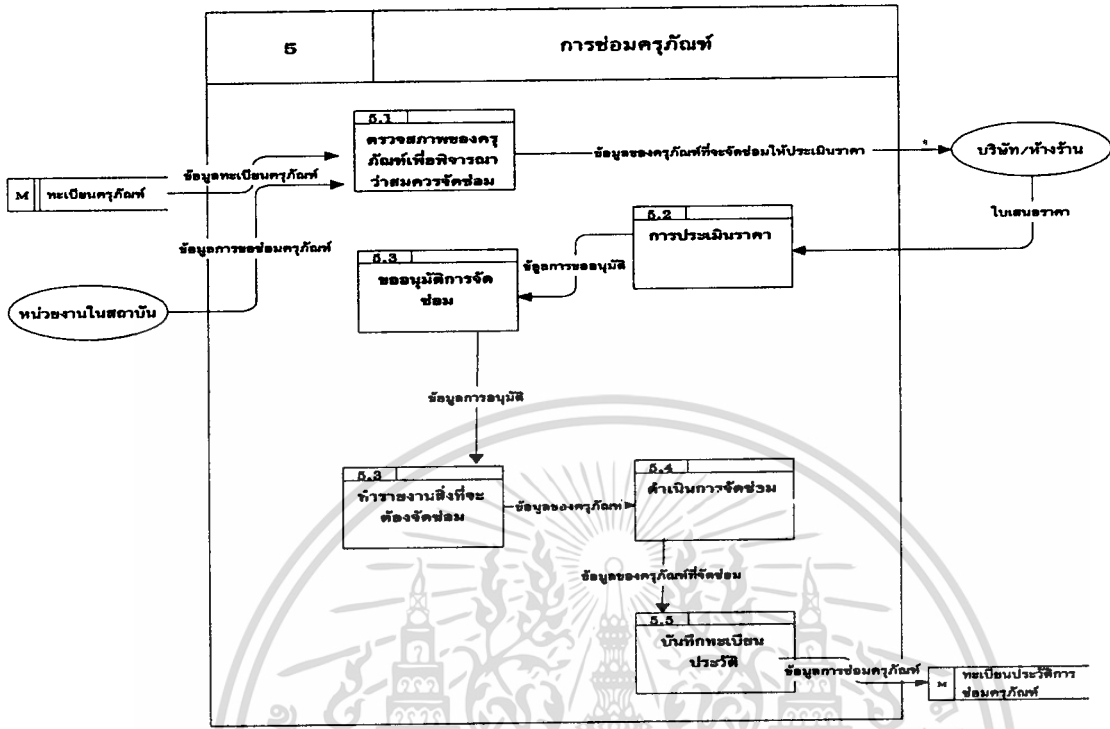 5
การซ่อมครุภัณฑ์
5.1
ตรวจสภาพของครุ
ภัณฑ์เพื่อพิจารณา
ว่าสมควรจัดซ่อม
ข้อมูลของครุภัณฑ์ที่จะจัดซ่อมให้ประเมินราคา
บริษัท/ห้างร้าน
M
ทะเบียนครุภัณฑ์
ข้อมูลทะเบียนครุภัณฑ์
ใบเสนอราคา
5.2
การประเมินราคา
ข้อมูลการขอซ่อมครุภัณฑ์
5.3
ขออนุมัติการจัด
ซ่อม
ข้อูลการขออนุมัติ
หน่วยงานในสถาบัน
ข้อมูลการอนุมัติ
5.3
ทำรายงานสิ่งที่จะ
ต้องจัดซ่อม
ข้อมูลของครุภัณฑ์
5.4
ดำเนินการจัดซ่อม
ข้อมูลของครุภัณฑ์ที่จัดซ่อม
5.5
บันทึกทะเบียน
ประวัติ
ข้อมูลการซ่อมครุภัณฑ์
M
ทะเบียนประวัติการ
ซ่อมครุภัณฑ์